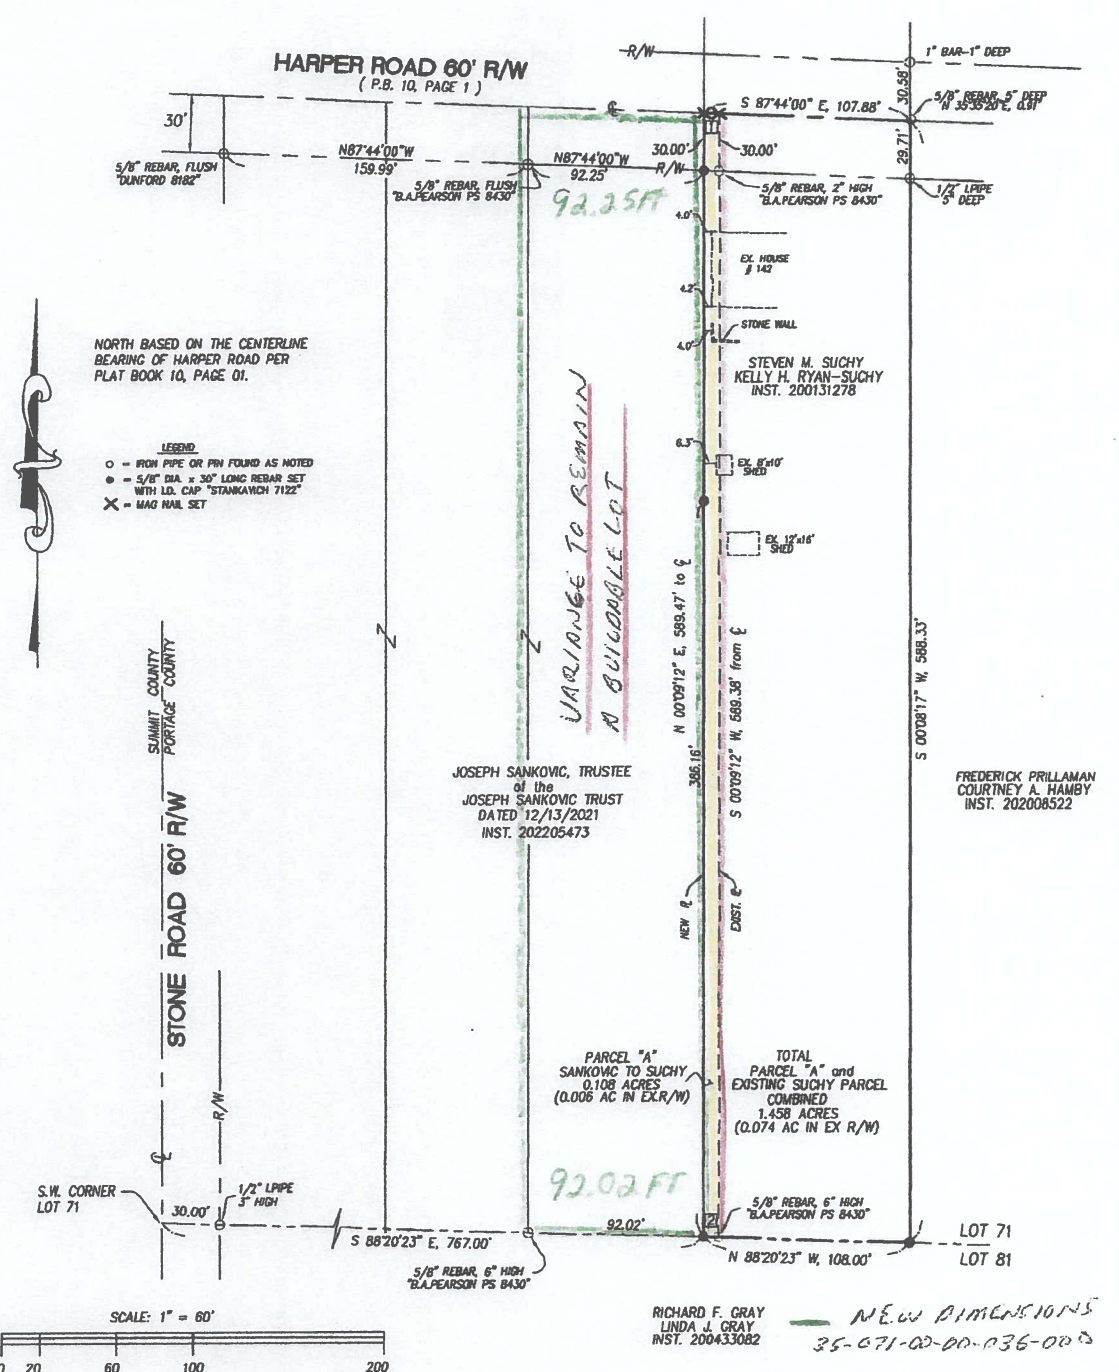 HARPER ROAD 60' R/W
( P.B. 10, PAGE 1 )
R/W
1" BAR-1" DEEP
30.58'
5/8" REBAR, 5" DEEP
N 35°35'20"E, 0.91'
S 87°44'00" E, 107.88'
29.71'
30'
5/8" REBAR, FLUSH
"DUNFORD 8182"
N87°44'00"W
159.99'
5/8" REBAR, FLUSH
"B.A.PEARSON PS 8430"
N87°44'00"W
92.25'
R/W
30.00'
30.00'
5/8" REBAR, 2" HIGH
"B.A.PEARSON PS 8430"
1/2" I.PIPE
5" DEEP
92.25 FT
4.0'
EX. HOUSE
# 142
4.2'
STONE WALL
4.0'
STEVEN M. SUCHY
KELLY H. RYAN-SUCHY
INST. 200131278
NORTH BASED ON THE CENTERLINE
BEARING OF HARPER ROAD PER
PLAT BOOK 10, PAGE 01.
LEGEND
○ = IRON PIPE OR PIN FOUND AS NOTED
● = 5/8" DIA. x 30" LONG REBAR SET
WITH I.D. CAP "STANKAVICH 7122"
X = MAG NAIL SET
6.3'
EX. 8'x10'
SHED
EX. 12'x16'
SHED
VARIANCE TO REMAIN
A BUILDABLE LOT
N 00°09'12" E, 589.47' to ℄
386.16'
S 00°09'12" W, 589.38' from ℄
S 00°08'17" W, 588.33'
SUMMIT COUNTY
PORTAGE COUNTY
STONE ROAD 60' R/W
JOSEPH SANKOVIC, TRUSTEE
of the
JOSEPH SANKOVIC TRUST
DATED 12/13/2021
INST. 202205473
FREDERICK PRILLAMAN
COURTNEY A. HAMBY
INST. 202008522
NEW ℄
EXIST. ℄
R/W
PARCEL "A"
SANKOVIC TO SUCHY
0.108 ACRES
(0.006 AC IN EX.R/W)
TOTAL
PARCEL "A" and
EXISTING SUCHY PARCEL
COMBINED
1.458 ACRES
(0.074 AC IN EX R/W)
92.02 FT
S.W. CORNER
LOT 71
30.00'
1/2" I.PIPE
3" HIGH
S 88°20'23" E, 767.00'
92.02'
5/8" REBAR, 6" HIGH
"B.A.PEARSON PS 8430"
5/8" REBAR, 6" HIGH
"B.A.PEARSON PS 8430"
N 88°20'23" W, 108.00'
LOT 71
LOT 81
SCALE: 1" = 60'
0 20 60 100 200
RICHARD F. GRAY
LINDA J. GRAY
INST. 200433082
NEW DIMENSIONS
35-071-00-00-036-000